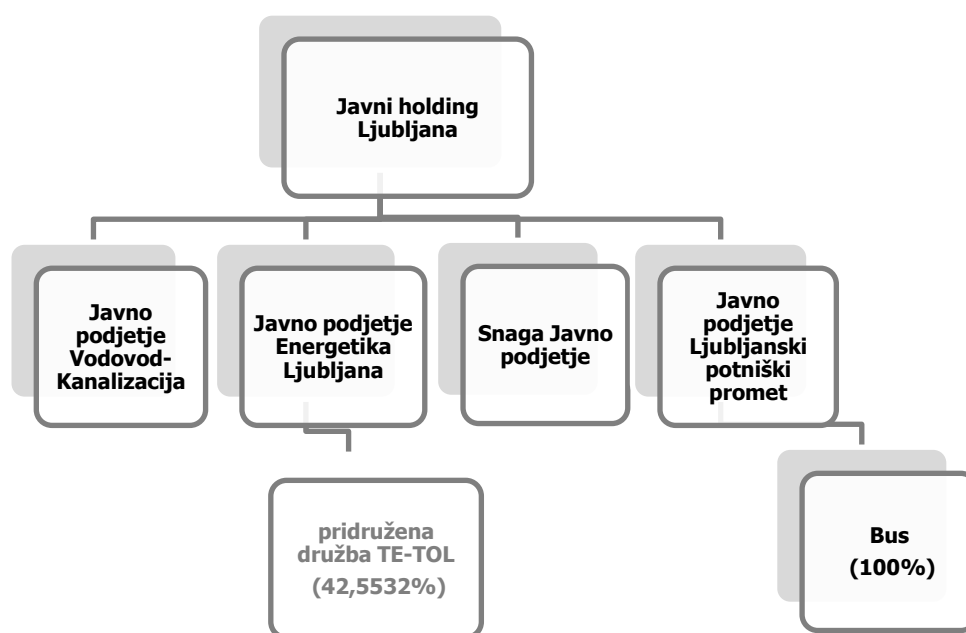 Javni holding
Ljubljana
Javno
podjetje
Vodovod-
Kanalizacija
Javno podjetje
Energetika
Ljubljana
Snaga Javno
podjetje
Javno
podjetje
Ljubljanski
potniški
promet
pridružena
družba TE-TOL
(42,5532%)
Bus
(100%)